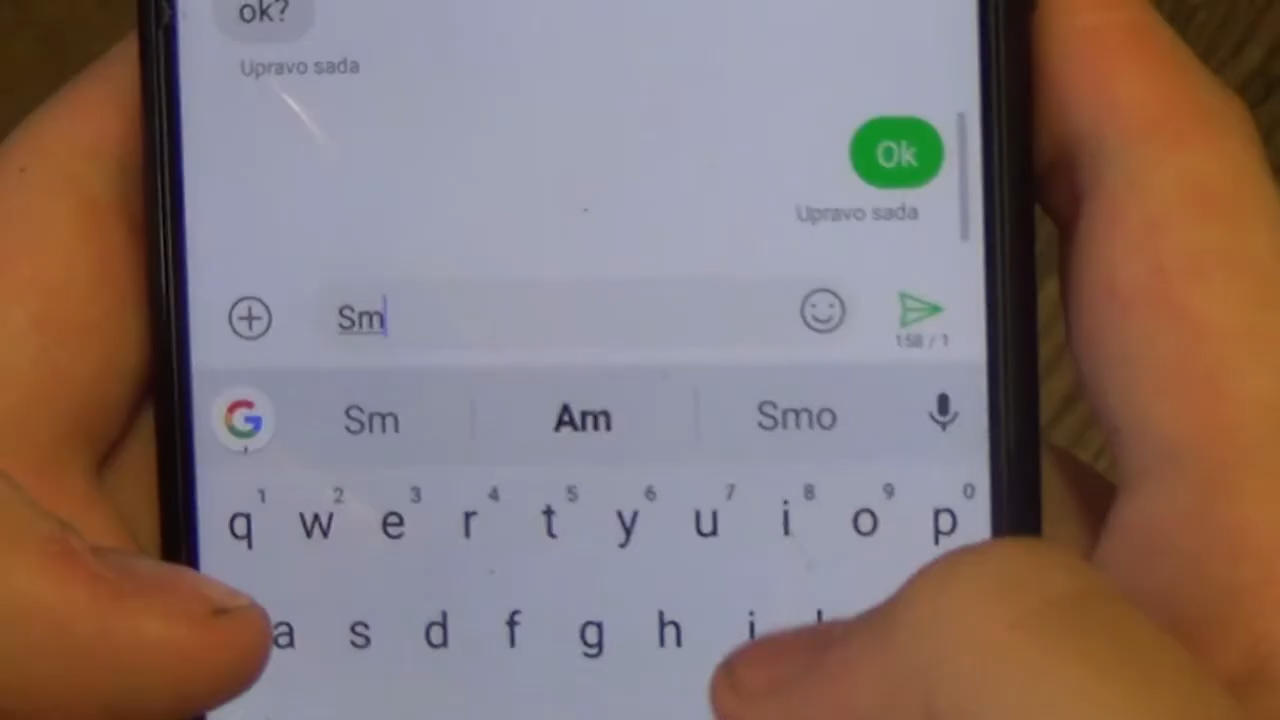 ok?
Upravo sada
Ok
Upravo sada
Sm
158 / 1
G Sm Am Smo
1 2 3 4 5 6 7 8 9 0
q w e r t y u i o p
a s d f g h j